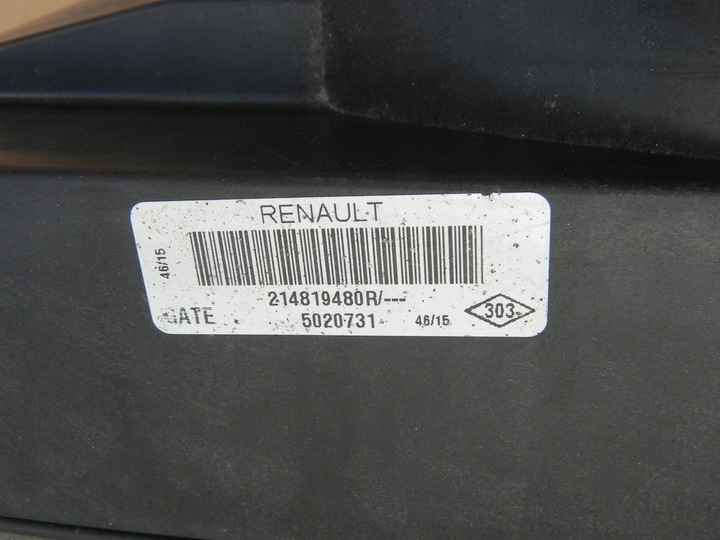 RENAULT
46/15
214819480R/---
GATE 5020731 46/15 303